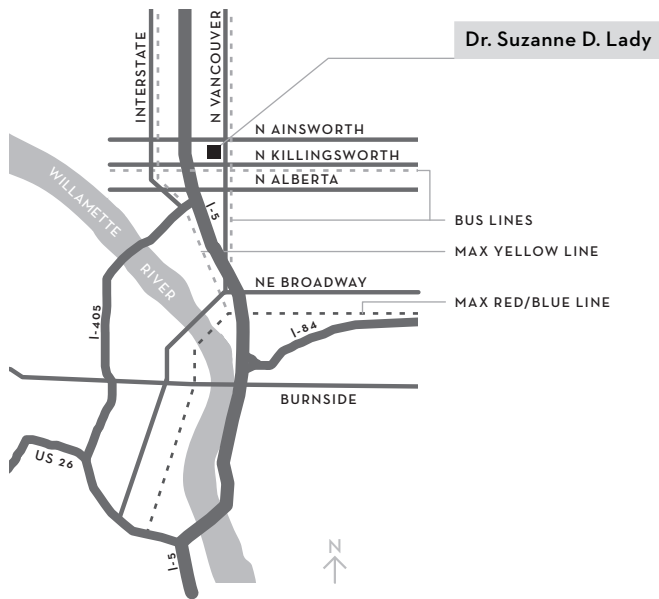 Dr. Suzanne D. Lady
INTERSTATE
N VANCOUVER
N AINSWORTH
N KILLINGSWORTH
N ALBERTA
WILLAMETTE
RIVER
I-5
BUS LINES
MAX YELLOW LINE
NE BROADWAY
MAX RED/BLUE LINE
I-405
I-84
BURNSIDE
US 26
I-5
N